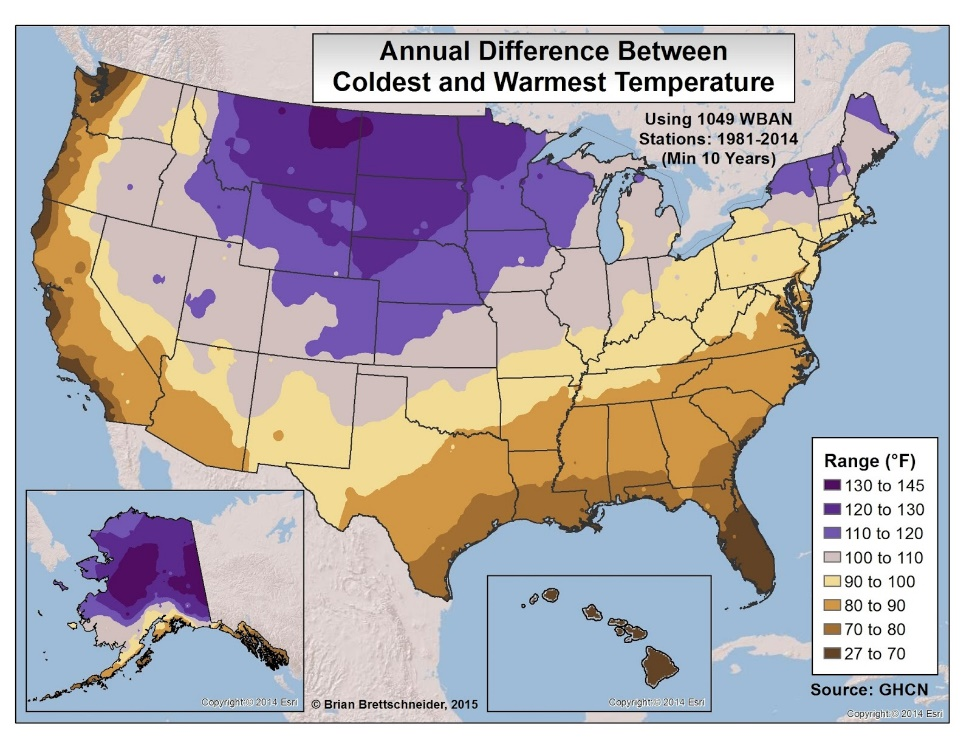 Annual Difference Between
Coldest and Warmest Temperature
Using 1049 WBAN
Stations: 1981-2014
(Min 10 Years)
Range (°F)
130 to 145
120 to 130
110 to 120
100 to 110
90 to 100
80 to 90
70 to 80
27 to 70
Source: GHCN
Copyright:© 2014 Esri
Copyright:© 2014 Esri
© Brian Brettschneider, 2015
Copyright:© 2014 Esri